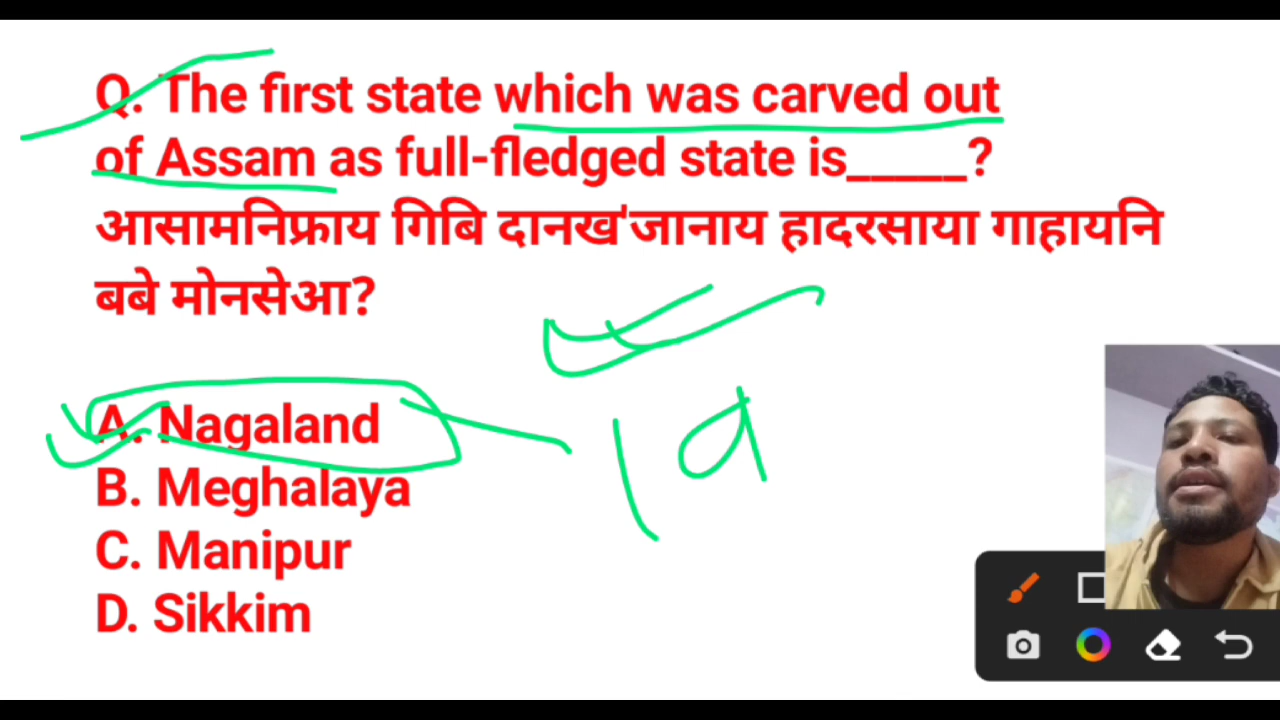 Q. The first state which was carved out
of Assam as full-fledged state is_____?
आसामनिफ्राय गिबि दानख'जानाय हादरसाया गाहायनि
बबे मोनसेआ?
A. Nagaland
B. Meghalaya
C. Manipur
D. Sikkim
19